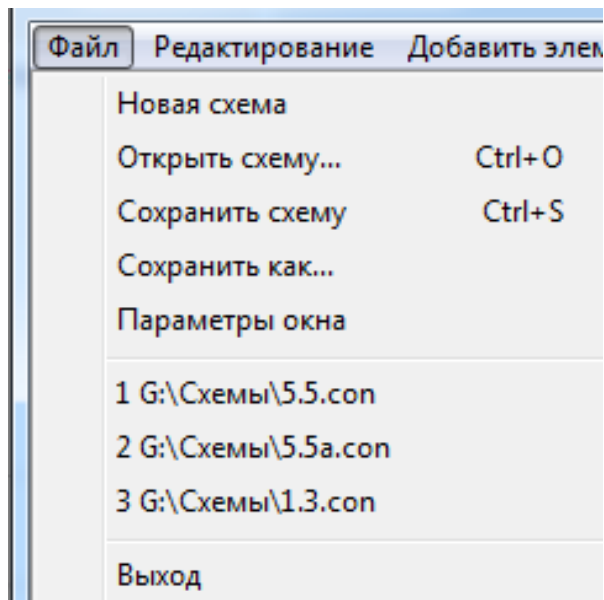 Файл Редактирование Добавить
Новая схема
Открыть схему... Ctrl+O
Сохранить схему Ctrl+S
Сохранить как...
Параметры окна
1 G:\Схемы\5.5.con
2 G:\Схемы\5.5a.con
3 G:\Схемы\1.3.con
Выход